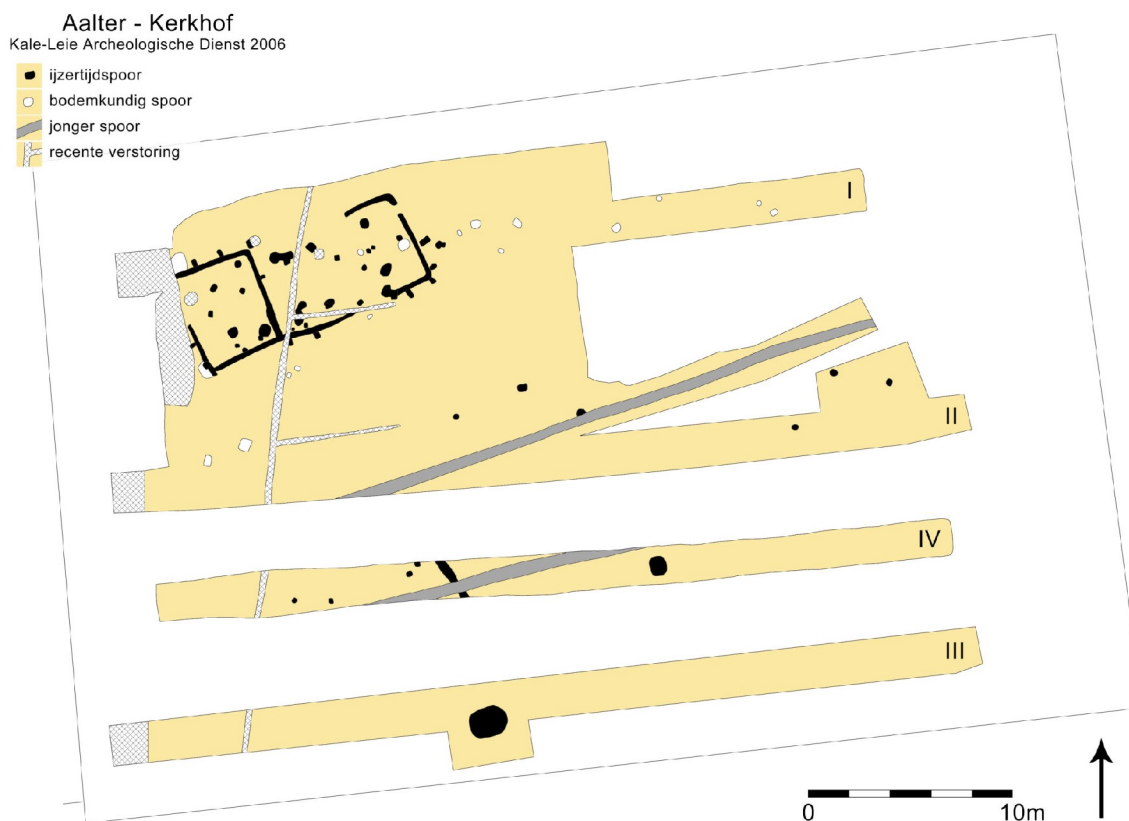 Aalter - Kerkhof
Kale-Leie Archeologische Dienst 2006
ijzertijdspoor
bodemkundig spoor
jonger spoor
recente verstoring
I
II
IV
III
0 10m